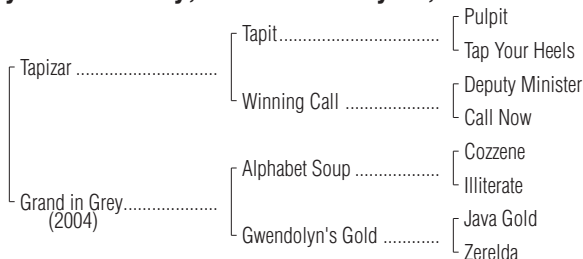 Pulpit
Tapit
Tap Your Heels
Tapizar
Deputy Minister
Winning Call
Call Now
Cozzene
Alphabet Soup
Illiterate
Grand in Grey
(2004)
Java Gold
Gwendolyn's Gold
Zerelda